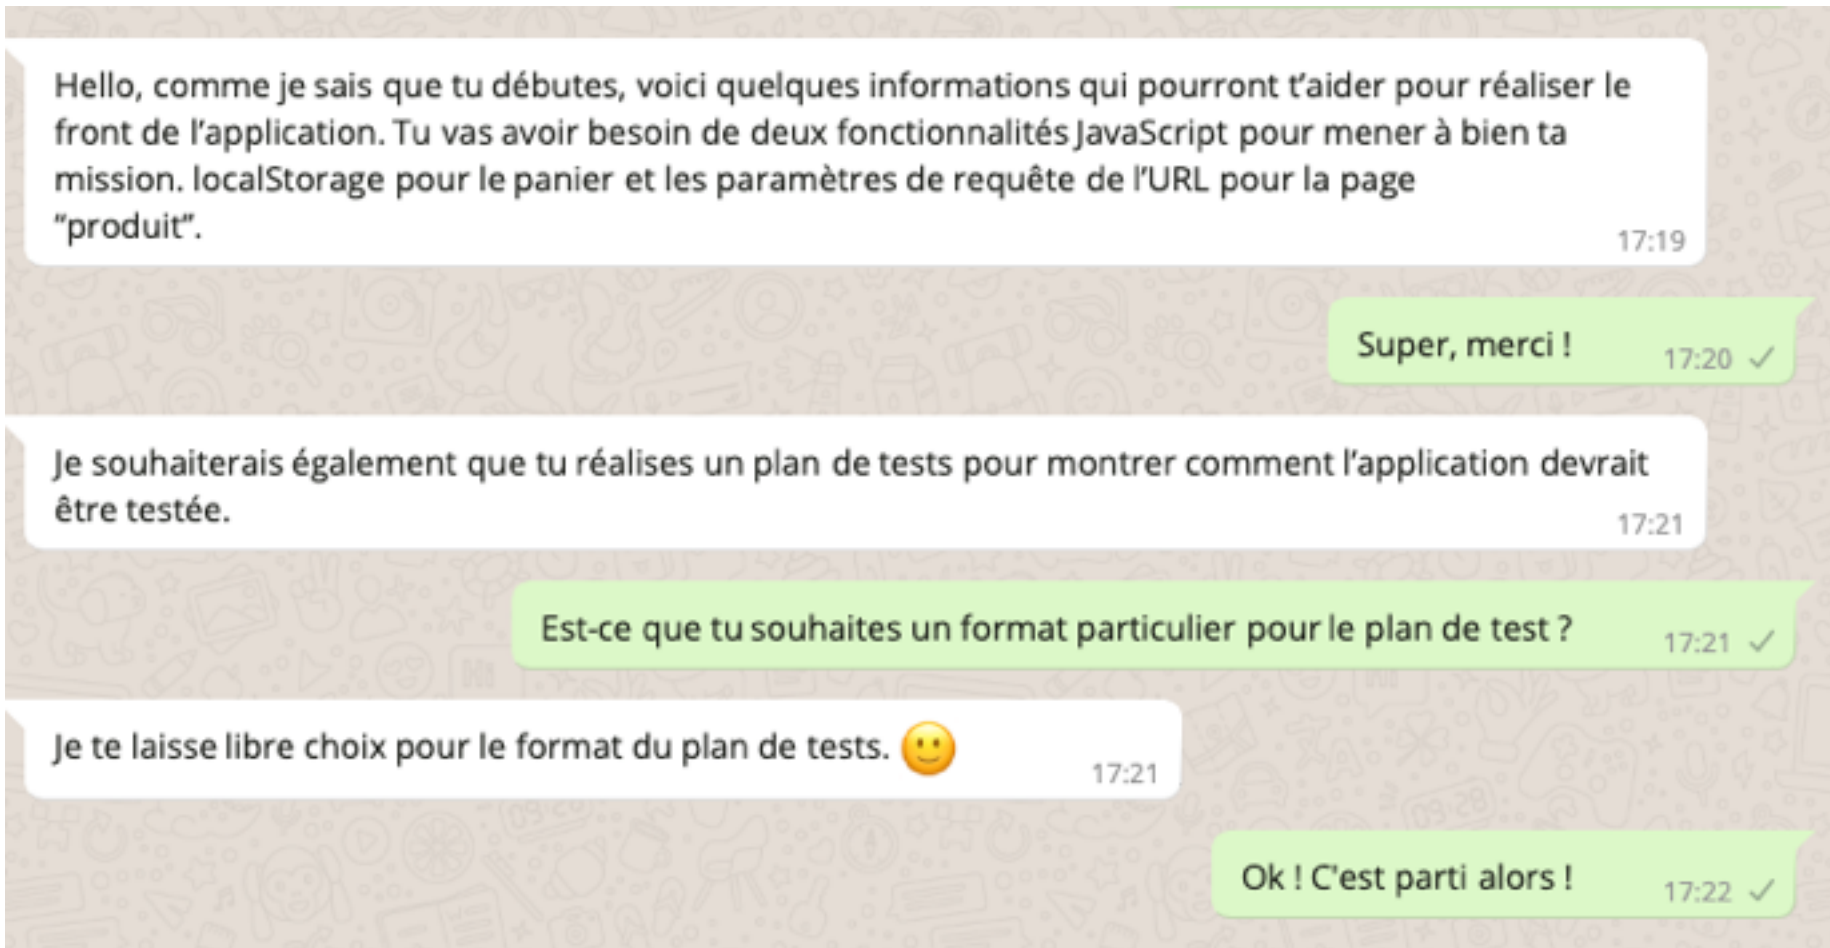 Hello, comme je sais que tu débutes, voici quelques informations qui pourront t’aider pour réaliser le
front de l’application. Tu vas avoir besoin de deux fonctionnalités JavaScript pour mener à bien ta
mission. localStorage pour le panier et les paramètres de requête de l’URL pour la page
“produit”.
17:19
Super, merci !
17:20
Je souhaiterais également que tu réalises un plan de tests pour montrer comment l’application devrait
être testée.
17:21
Est-ce que tu souhaites un format particulier pour le plan de test ?
17:21
Je te laisse libre choix pour le format du plan de tests. 🙂
17:21
Ok ! C'est parti alors !
17:22